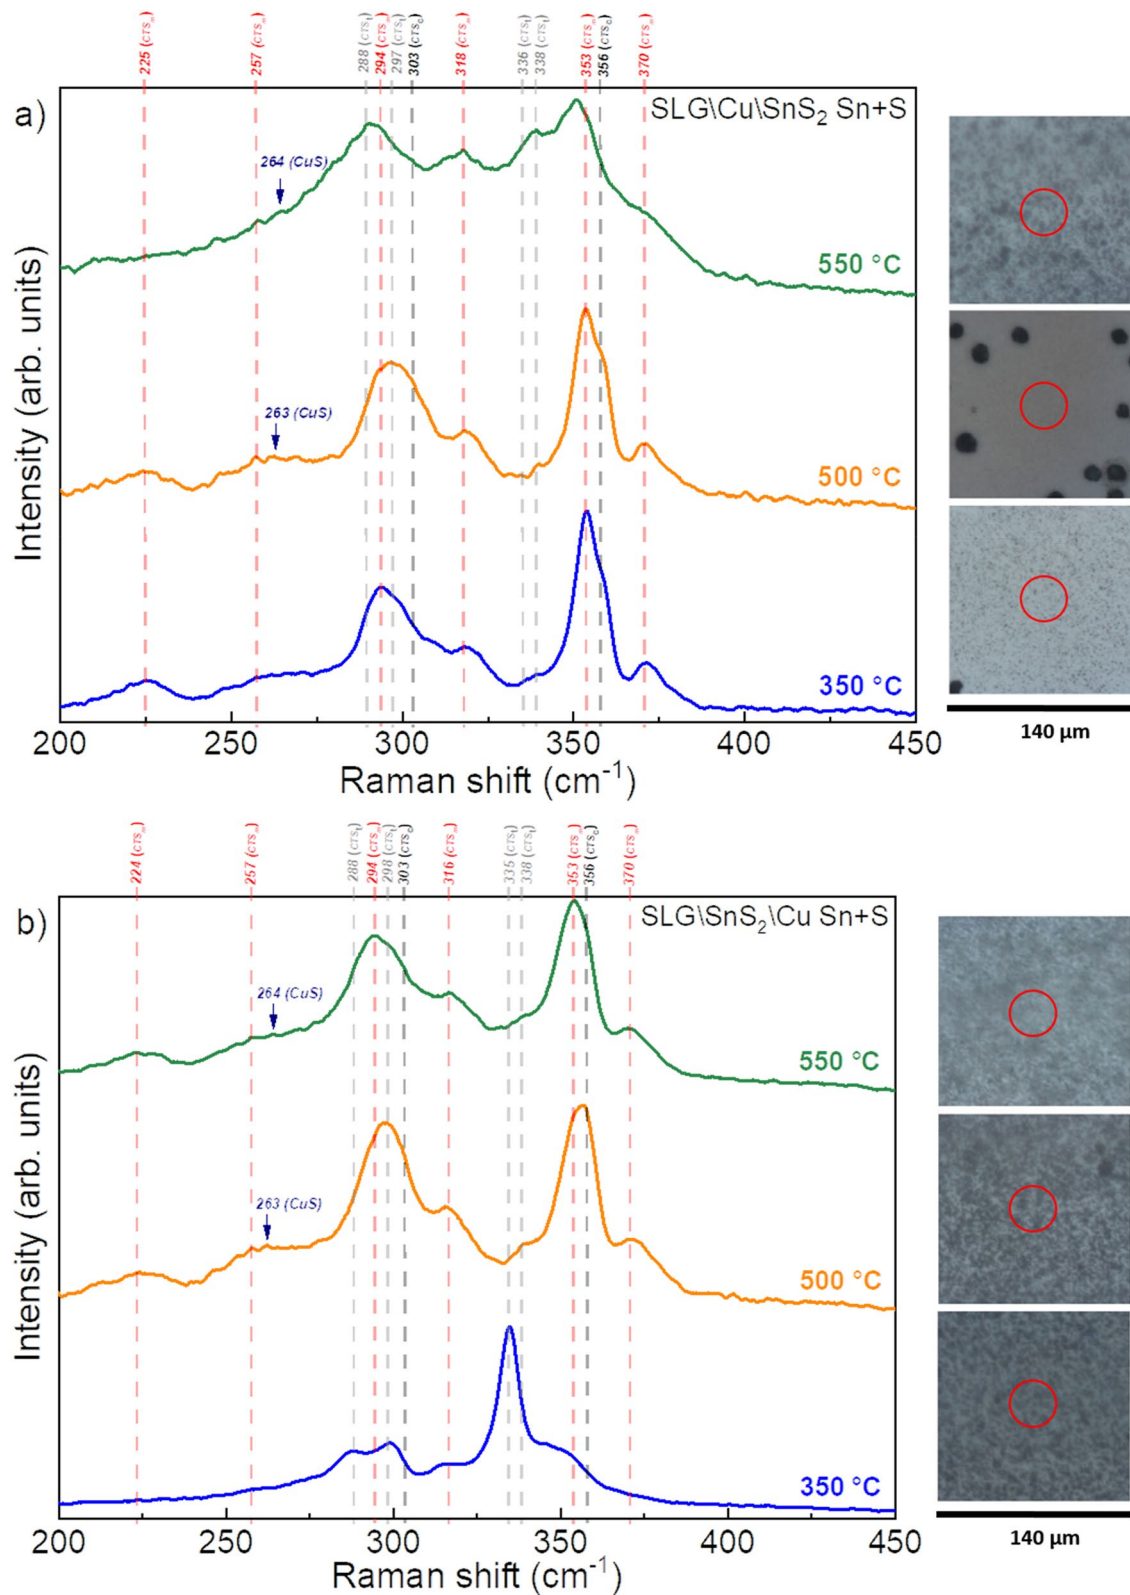 225 (CTSₘ) 257 (CTSₘ) 288 (CTSₜ) 294 (CTSₘ) 297 (CTSₜ) 303 (CTS꜀) 318 (CTSₘ) 336 (CTSₜ) 338 (CTSₜ) 353 (CTSₘ) 356 (CTS꜀) 370 (CTSₘ)
a)
SLG\Cu\SnS₂ Sn+S
264 (CuS)
550 °C
263 (CuS)
500 °C
350 °C
Intensity (arb. units)
200 250 300 350 400 450
Raman shift (cm⁻¹)
140 µm
224 (CTSₘ) 257 (CTSₘ) 288 (CTSₜ) 294 (CTSₘ) 298 (CTSₜ) 303 (CTS꜀) 316 (CTSₘ) 335 (CTSₜ) 338 (CTSₜ) 353 (CTSₘ) 356 (CTS꜀) 370 (CTSₘ)
b)
SLG\SnS₂\Cu Sn+S
264 (CuS)
550 °C
263 (CuS)
500 °C
350 °C
Intensity (arb. units)
200 250 300 350 400 450
Raman shift (cm⁻¹)
140 µm